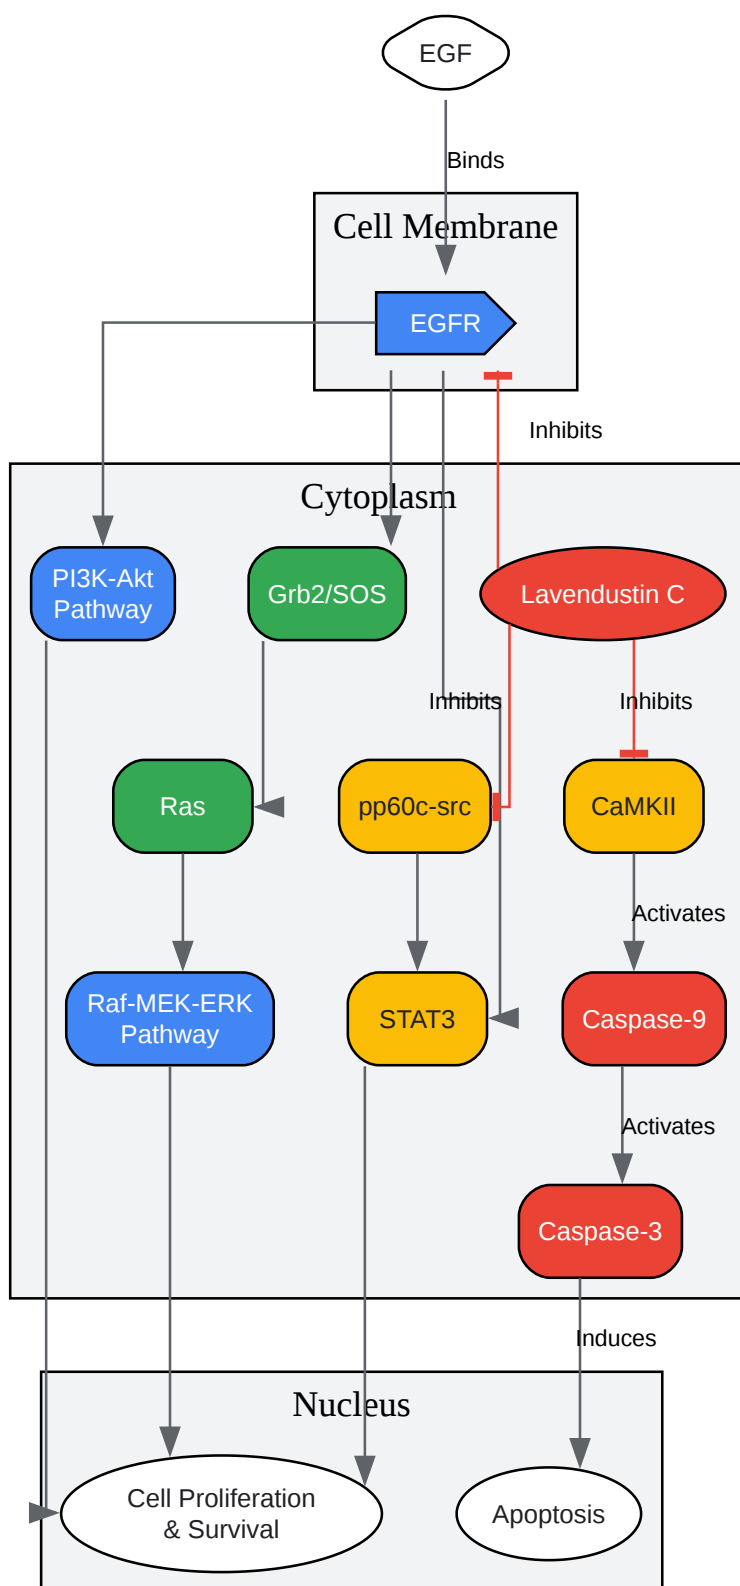 EGF
Binds
Cell Membrane
EGFR
Inhibits
Cytoplasm
PI3K-Akt
Pathway
Grb2/SOS
Lavendustin C
Inhibits
Inhibits
Ras
pp60c-src
CaMKII
Activates
Raf-MEK-ERK
Pathway
STAT3
Caspase-9
Activates
Caspase-3
Induces
Nucleus
Cell Proliferation
& Survival
Apoptosis